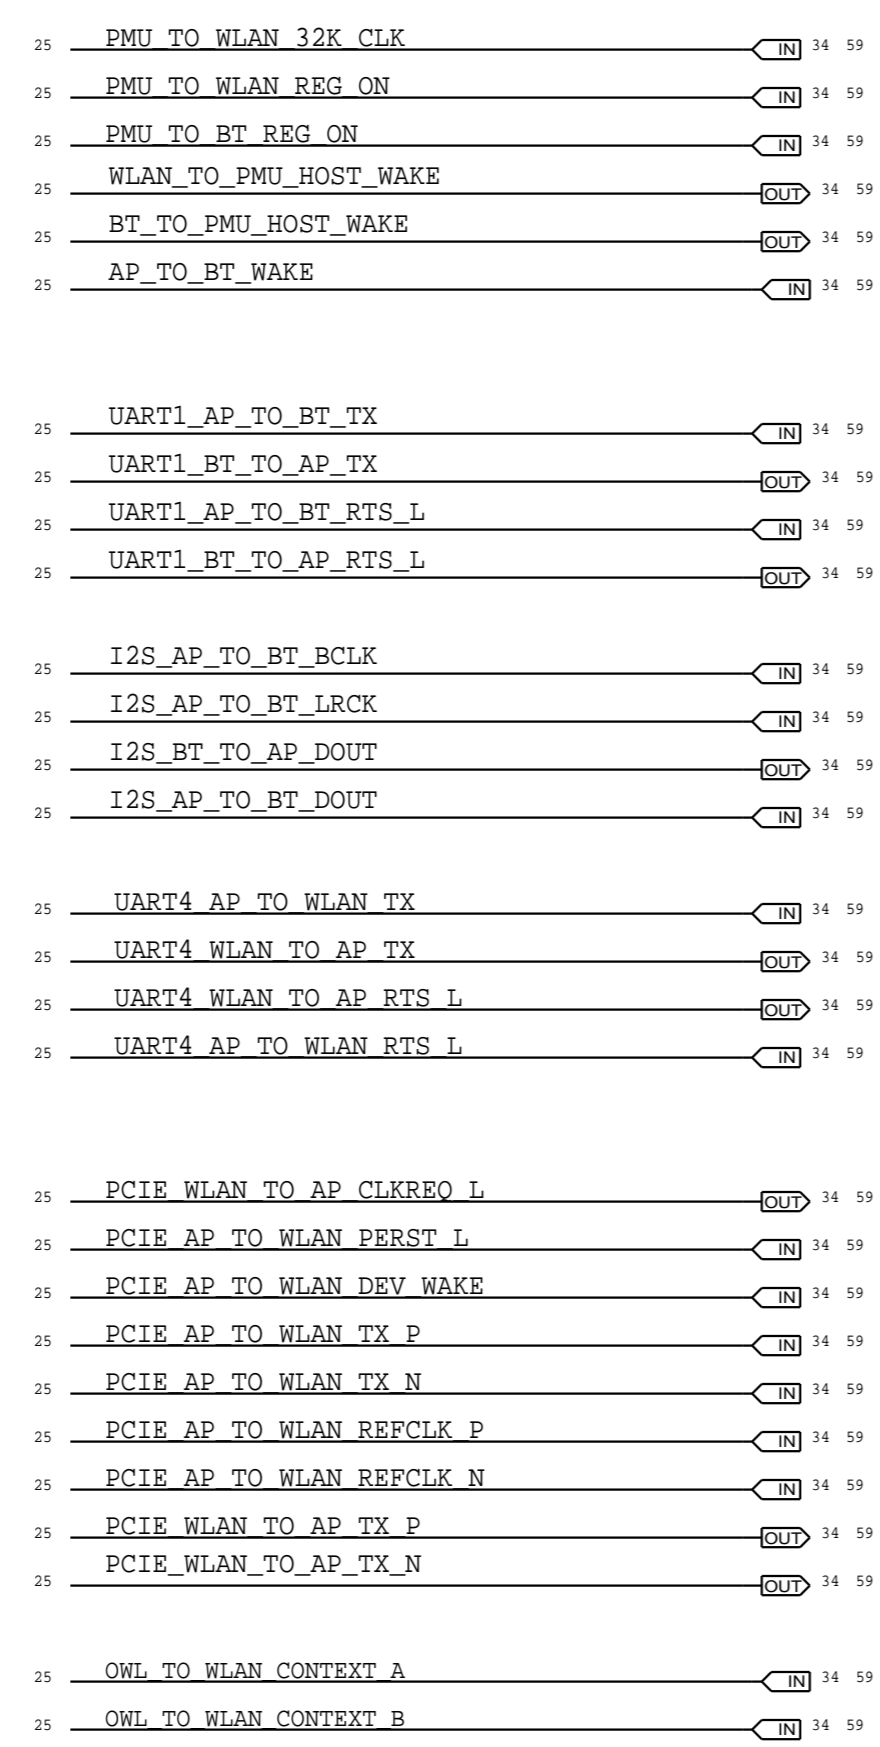 25 PMU_TO_WLAN_32K_CLK IN 34 59
25 PMU_TO_WLAN_REG_ON IN 34 59
25 PMU_TO_BT_REG_ON IN 34 59
25 WLAN_TO_PMU_HOST_WAKE OUT 34 59
25 BT_TO_PMU_HOST_WAKE OUT 34 59
25 AP_TO_BT_WAKE IN 34 59
25 UART1_AP_TO_BT_TX IN 34 59
25 UART1_BT_TO_AP_TX OUT 34 59
25 UART1_AP_TO_BT_RTS_L IN 34 59
25 UART1_BT_TO_AP_RTS_L OUT 34 59
25 I2S_AP_TO_BT_BCLK IN 34 59
25 I2S_AP_TO_BT_LRCK IN 34 59
25 I2S_BT_TO_AP_DOUT OUT 34 59
25 I2S_AP_TO_BT_DOUT IN 34 59
25 UART4_AP_TO_WLAN_TX IN 34 59
25 UART4_WLAN_TO_AP_TX OUT 34 59
25 UART4_WLAN_TO_AP_RTS_L OUT 34 59
25 UART4_AP_TO_WLAN_RTS_L IN 34 59
25 PCIE_WLAN_TO_AP_CLKREQ_L OUT 34 59
25 PCIE_AP_TO_WLAN_PERST_L IN 34 59
25 PCIE_AP_TO_WLAN_DEV_WAKE IN 34 59
25 PCIE_AP_TO_WLAN_TX_P IN 34 59
25 PCIE_AP_TO_WLAN_TX_N IN 34 59
25 PCIE_AP_TO_WLAN_REFCLK_P IN 34 59
25 PCIE_AP_TO_WLAN_REFCLK_N IN 34 59
25 PCIE_WLAN_TO_AP_TX_P OUT 34 59
25 PCIE_WLAN_TO_AP_TX_N OUT 34 59
25 OWL_TO_WLAN_CONTEXT_A IN 34 59
25 OWL_TO_WLAN_CONTEXT_B IN 34 59